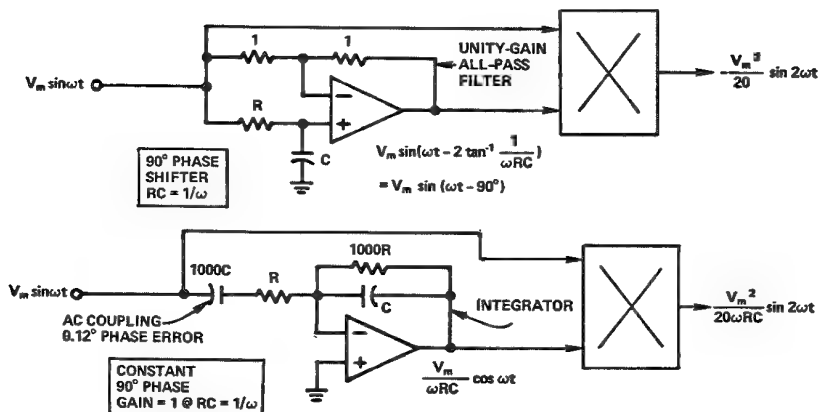 1
1
UNITY-GAIN
ALL-PASS
FILTER
V_m sinωt
−
+
R
C
-V_m²/20 sin 2ωt
90° PHASE
SHIFTER
RC = 1/ω
V_m sin(ωt - 2 tan⁻¹ 1/ωRC)
= V_m sin (ωt - 90°)
V_m sinωt
1000C
R
1000R
C
INTEGRATOR
AC COUPLING
0.12° PHASE ERROR
−
+
V_m²/20ωRC sin 2ωt
CONSTANT
90° PHASE
GAIN = 1 @ RC = 1/ω
V_m/ωRC cos ωt